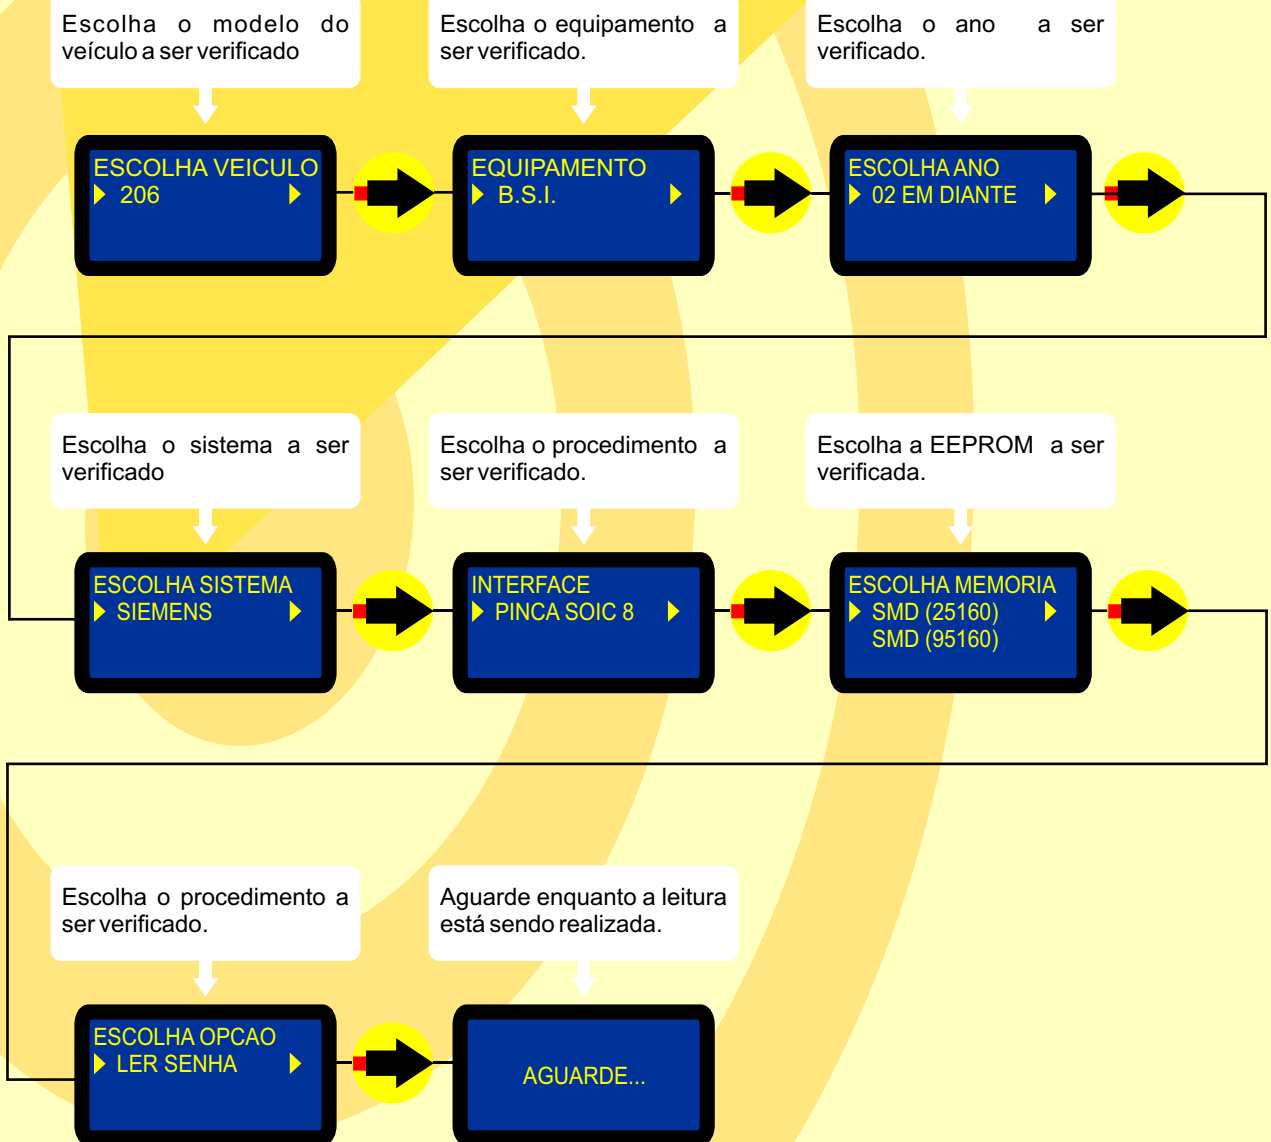 Escolha o modelo do
veículo a ser verificado
Escolha o equipamento a
ser verificado.
Escolha o ano a ser
verificado.
ESCOLHA VEICULO
206
EQUIPAMENTO
B.S.I.
ESCOLHA ANO
02 EM DIANTE
Escolha o sistema a ser
verificado
Escolha o procedimento a
ser verificado.
Escolha a EEPROM a ser
verificada.
ESCOLHA SISTEMA
SIEMENS
INTERFACE
PINCA SOIC 8
ESCOLHA MEMORIA
SMD (25160)
SMD (95160)
Escolha o procedimento a
ser verificado.
Aguarde enquanto a leitura
está sendo realizada.
ESCOLHA OPCAO
LER SENHA
AGUARDE...